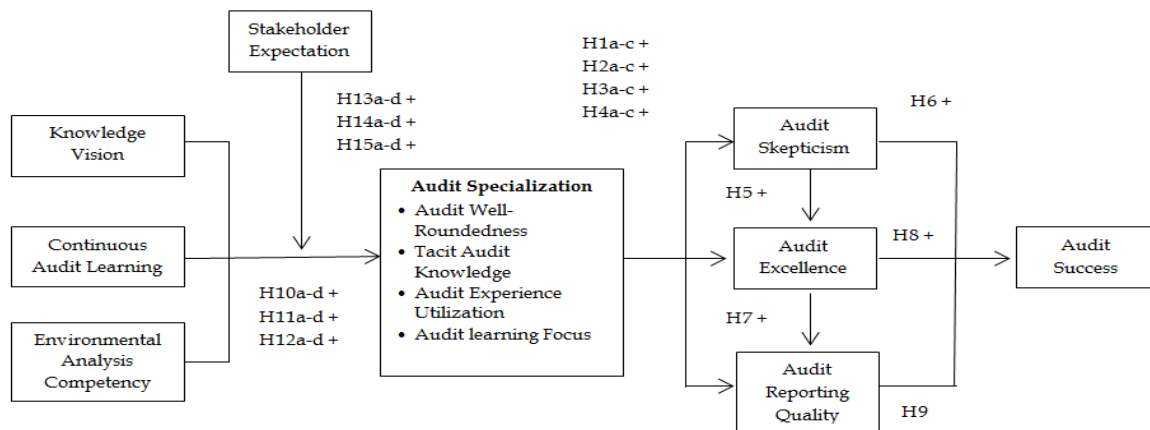 Stakeholder
Expectation
H1a-c +
H2a-c +
H3a-c +
H4a-c +
H13a-d +
H14a-d +
H15a-d +
H6 +
Knowledge
Vision
Audit
Skepticism
Audit Specialization
• Audit Well-
Roundedness
• Tacit Audit
Knowledge
• Audit Experience
Utilization
• Audit learning Focus
H5 +
Continuous
Audit Learning
Audit
Excellence
H8 +
Audit
Success
H10a-d +
H11a-d +
H12a-d +
H7 +
Environmental
Analysis
Competency
Audit
Reporting
Quality
H9